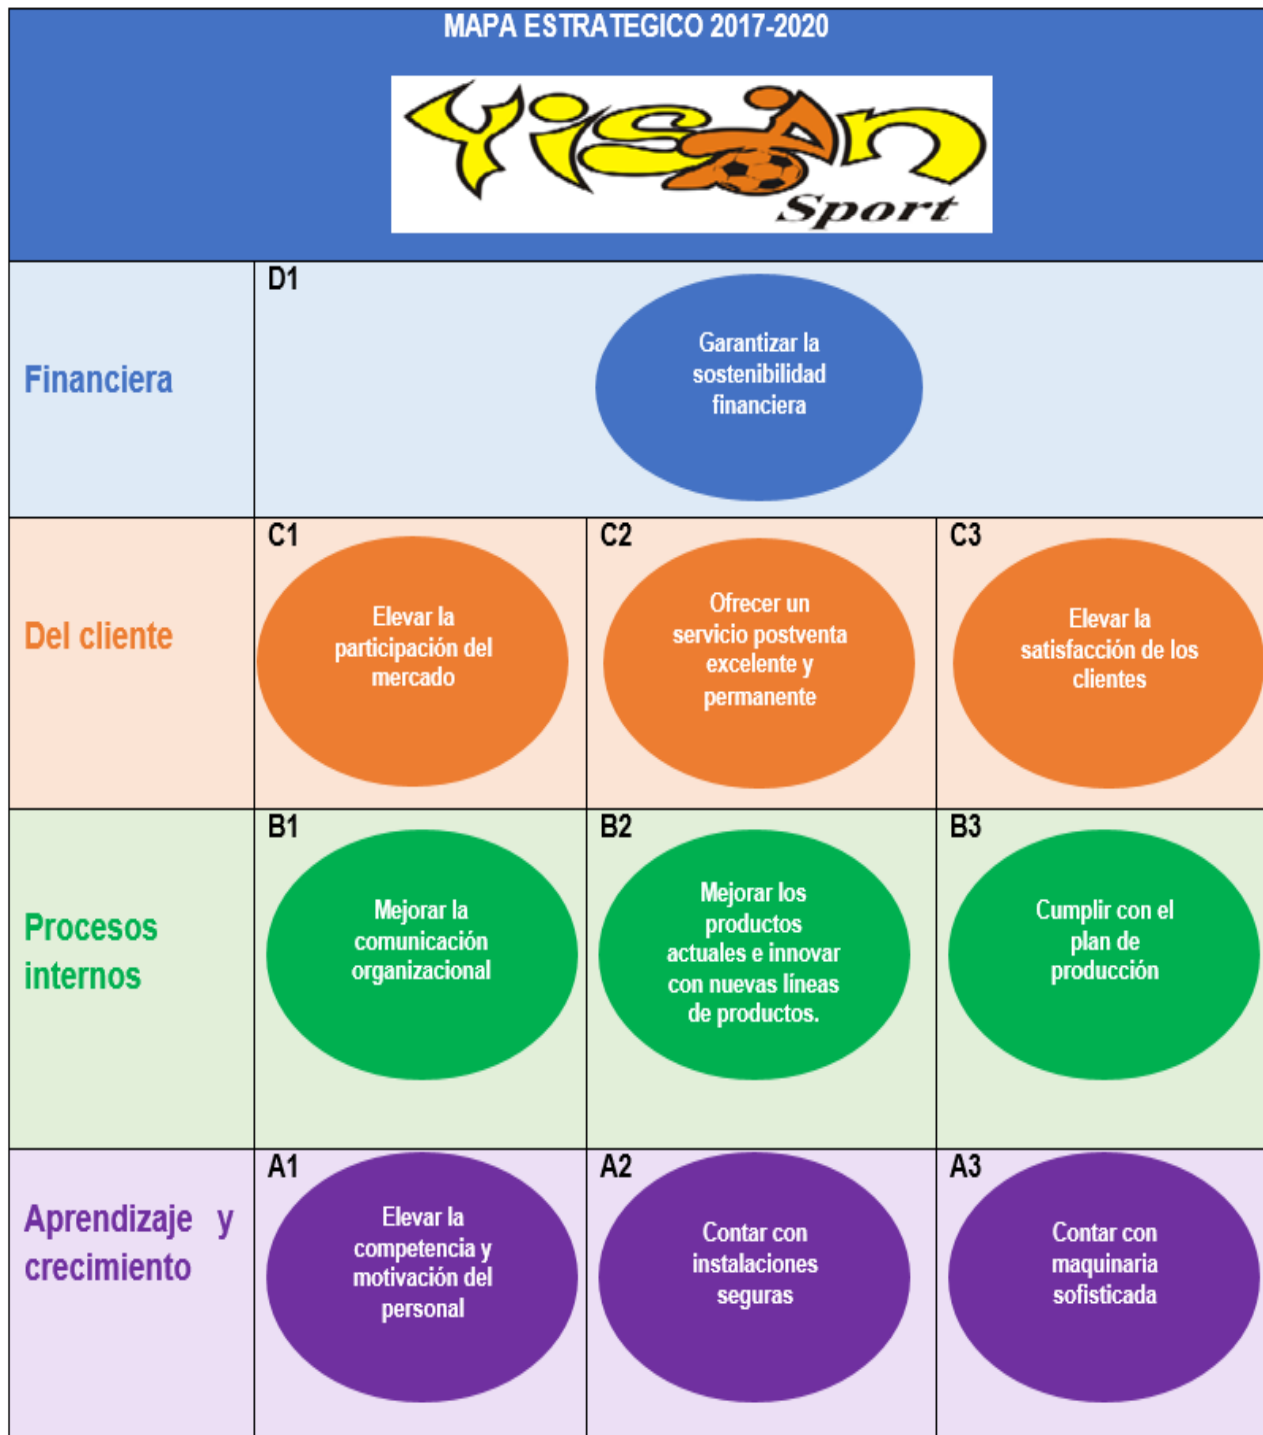 MAPA ESTRATEGICO 2017-2020
Yison
Sport
Financiera
D1
Garantizar la
sostenibilidad
financiera
Del cliente
C1
Elevar la
participación del
mercado
C2
Ofrecer un
servicio postventa
excelente y
permanente
C3
Elevar la
satisfacción de los
clientes
Procesos
internos
B1
Mejorar la
comunicación
organizacional
B2
Mejorar los
productos
actuales e innovar
con nuevas líneas
de productos.
B3
Cumplir con el
plan de
producción
Aprendizaje y
crecimiento
A1
Elevar la
competencia y
motivación del
personal
A2
Contar con
instalaciones
seguras
A3
Contar con
maquinaria
sofisticada